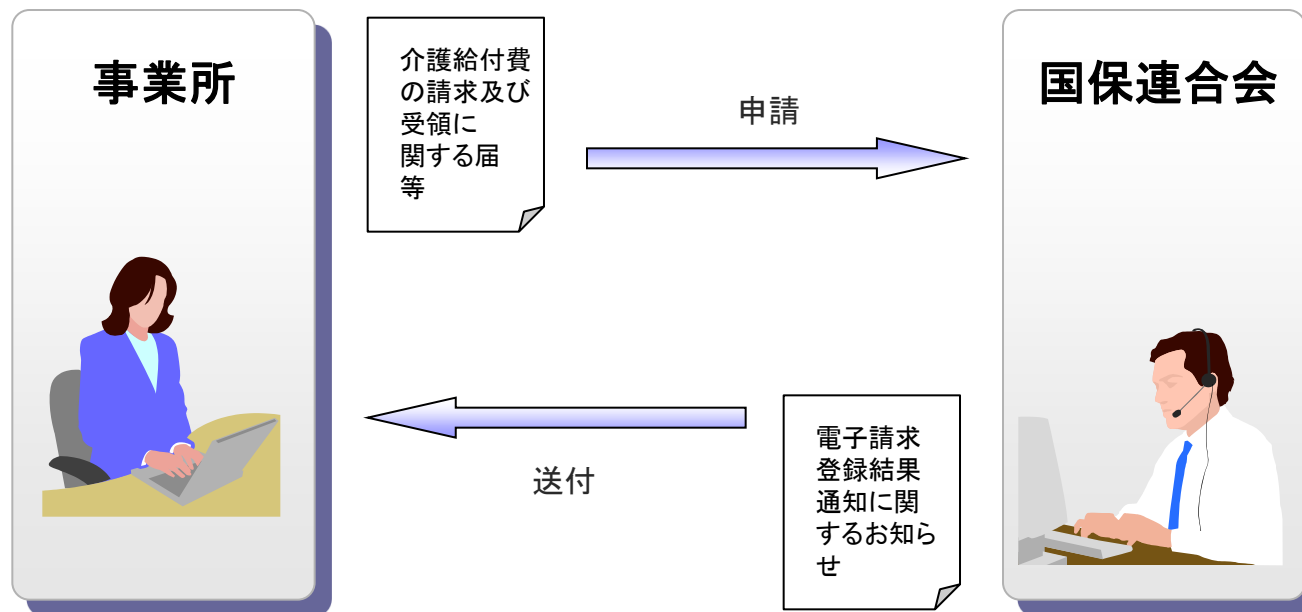 事業所
介護給付費
の請求及び
受領に
関する届
等
申請
国保連合会
送付
電子請求
登録結果
通知に関
するお知ら
せ